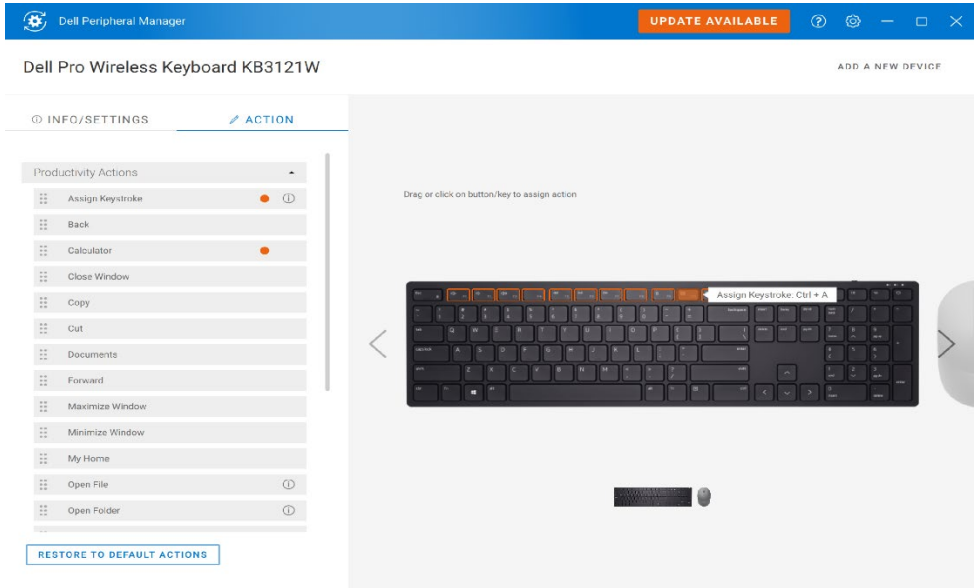 Dell Peripheral Manager
UPDATE AVAILABLE
Dell Pro Wireless Keyboard KB3121W
ADD A NEW DEVICE
INFO/SETTINGS
ACTION
Productivity Actions
Assign Keystroke
Back
Calculator
Close Window
Copy
Cut
Documents
Forward
Maximize Window
Minimize Window
My Home
Open File
Open Folder
RESTORE TO DEFAULT ACTIONS
Drag or click on button/key to assign action
Assign Keystroke: Ctrl + A